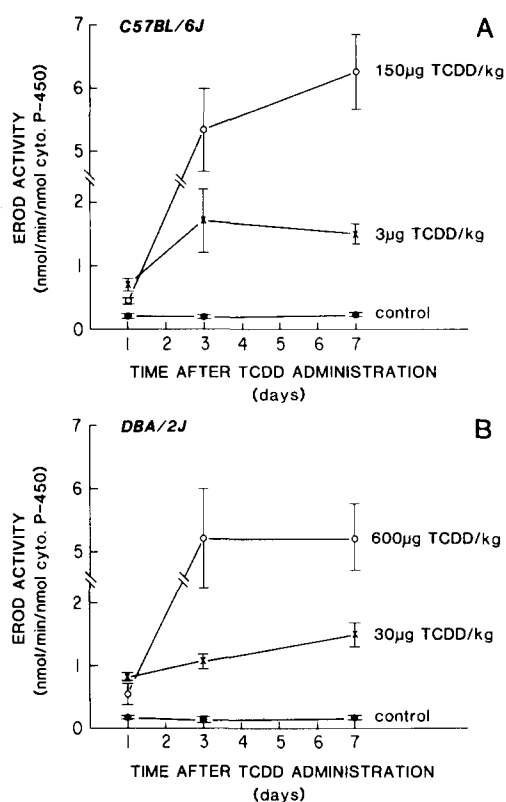 C57BL/6J
A
7
6
5
2
1
0
EROD ACTIVITY
(nmol/min/nmol cyto. P-450)
150µg TCDD/kg
3µg TCDD/kg
control
1 2 3 4 5 6 7
TIME AFTER TCDD ADMINISTRATION
(days)
DBA/2J
B
7
6
5
2
1
0
EROD ACTIVITY
(nmol/min/nmol cyto. P-450)
600µg TCDD/kg
30µg TCDD/kg
control
1 2 3 4 5 6 7
TIME AFTER TCDD ADMINISTRATION
(days)